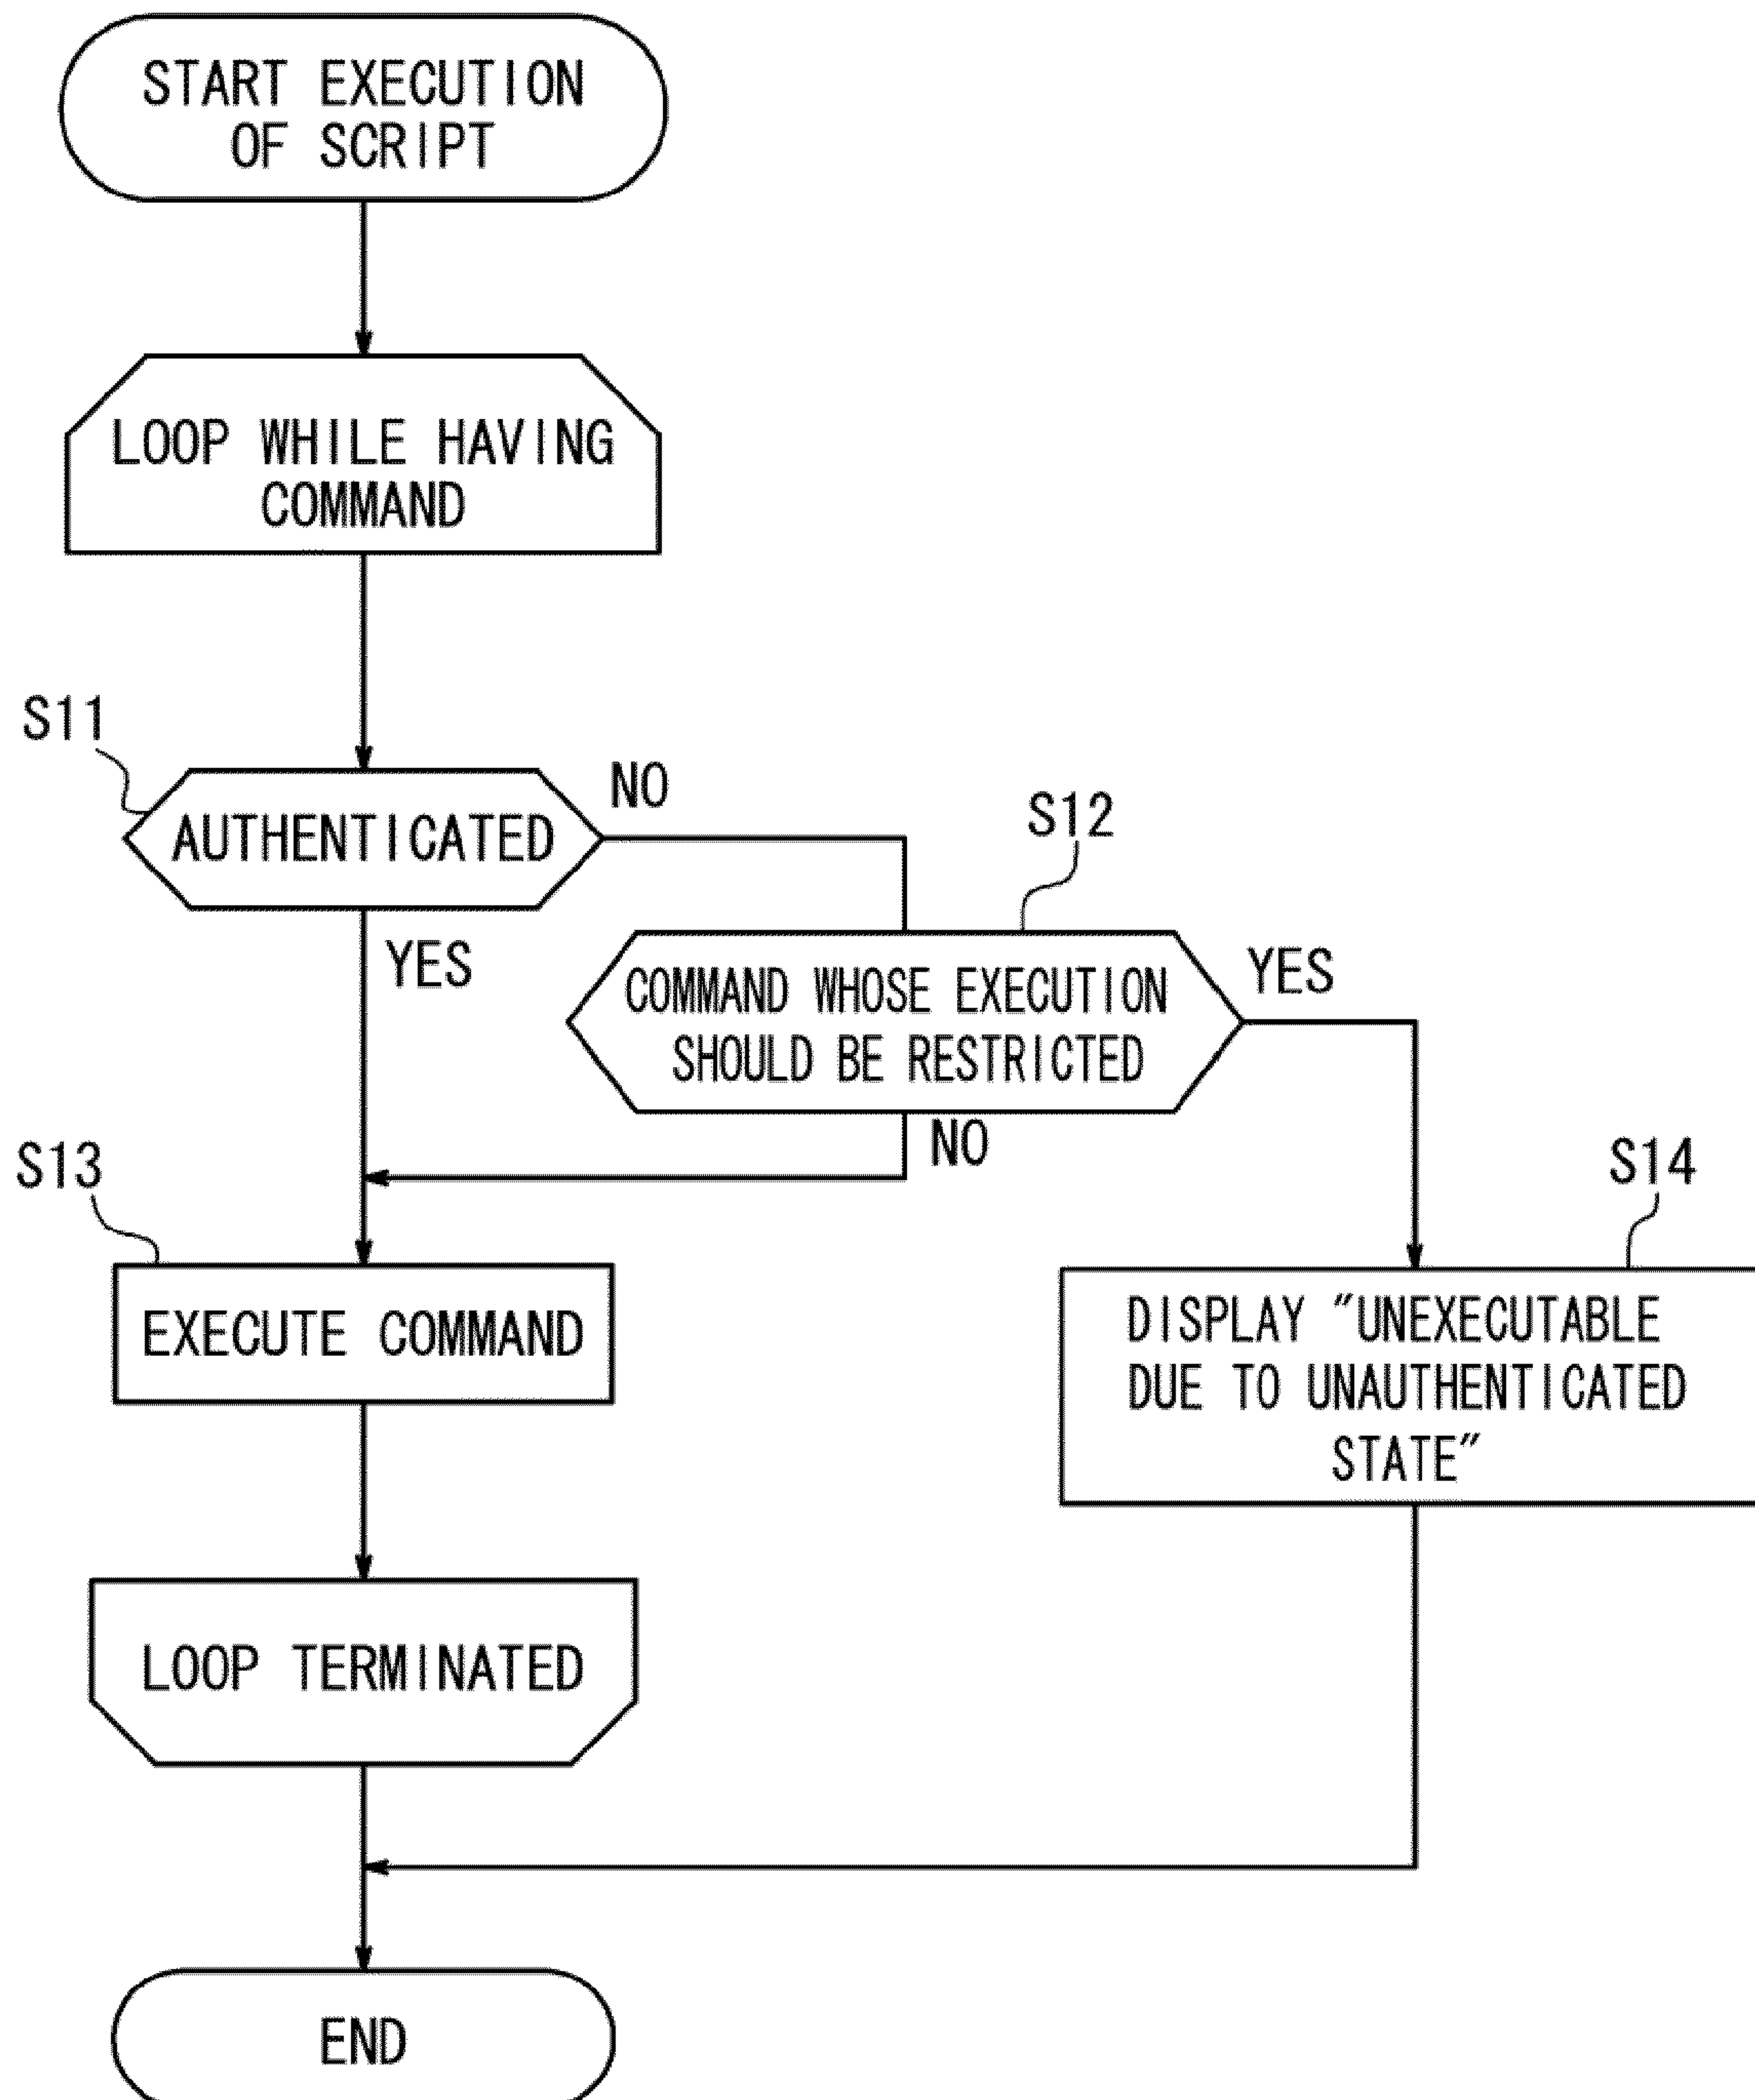 START EXECUTION
OF SCRIPT
LOOP WHILE HAVING
COMMAND
S11
AUTHENTICATED
NO
YES
S12
COMMAND WHOSE EXECUTION
SHOULD BE RESTRICTED
YES
NO
S13
EXECUTE COMMAND
S14
DISPLAY "UNEXECUTABLE
DUE TO UNAUTHENTICATED
STATE"
LOOP TERMINATED
END